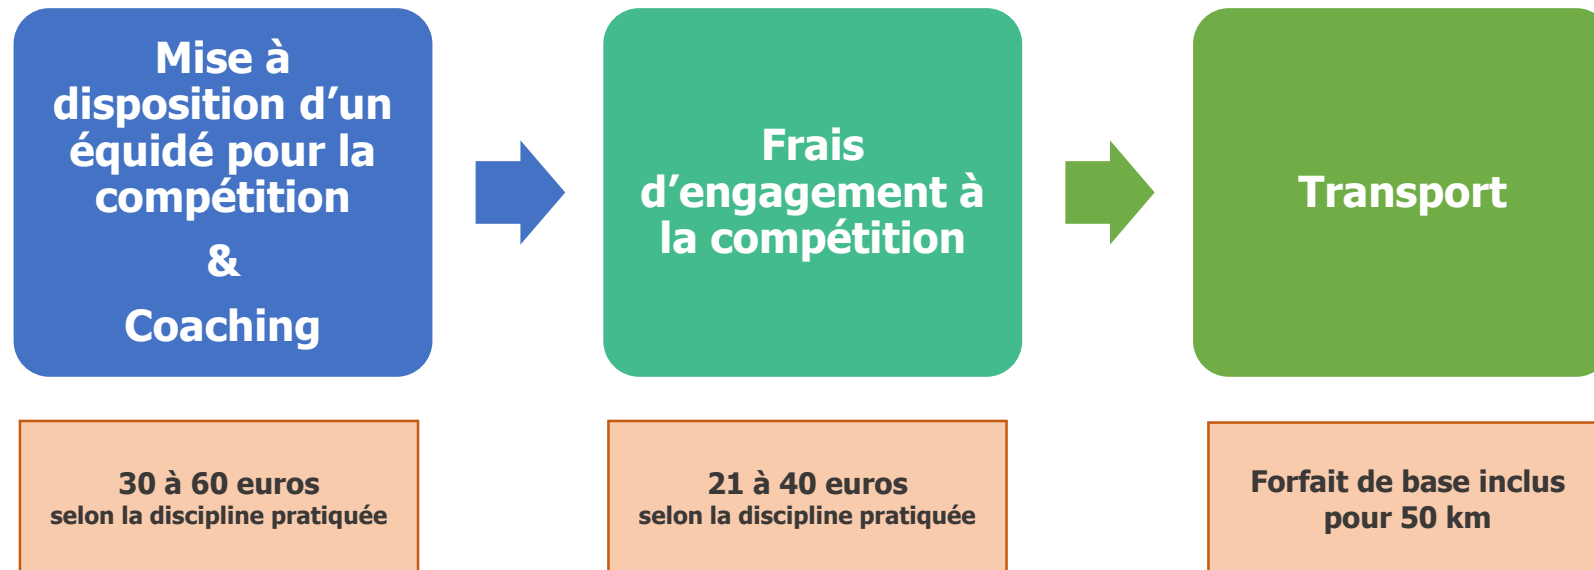 Mise à
disposition d’un
équidé pour la
compétition
&
Coaching
Frais
d’engagement à
la compétition
Transport
30 à 60 euros
selon la discipline pratiquée
21 à 40 euros
selon la discipline pratiquée
Forfait de base inclus
pour 50 km